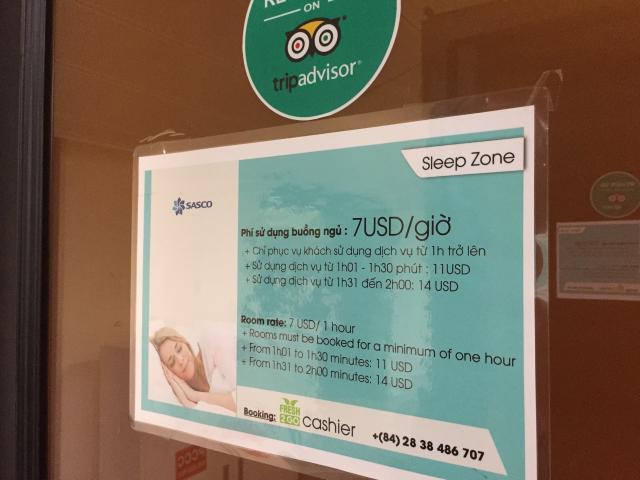 ON
tripadvisor®
Sleep Zone
SASCO
Phí sử dụng buồng ngủ : 7USD/giờ
+ Chỉ phục vụ khách sử dụng dịch vụ từ 1h trở lên
+ Sử dụng dịch vụ từ 1h01 - 1h30 phút : 11USD
+ Sử dụng dịch vụ từ 1h31 đến 2h00: 14 USD
Room rate: 7 USD/ 1 hour
+ Rooms must be booked for a minimum of one hour
+ From 1h01 to 1h30 minutes: 11 USD
+ From 1h31 to 2h00 minutes: 14 USD
Booking: FRESH 2GO cashier +(84) 28 38 486 707